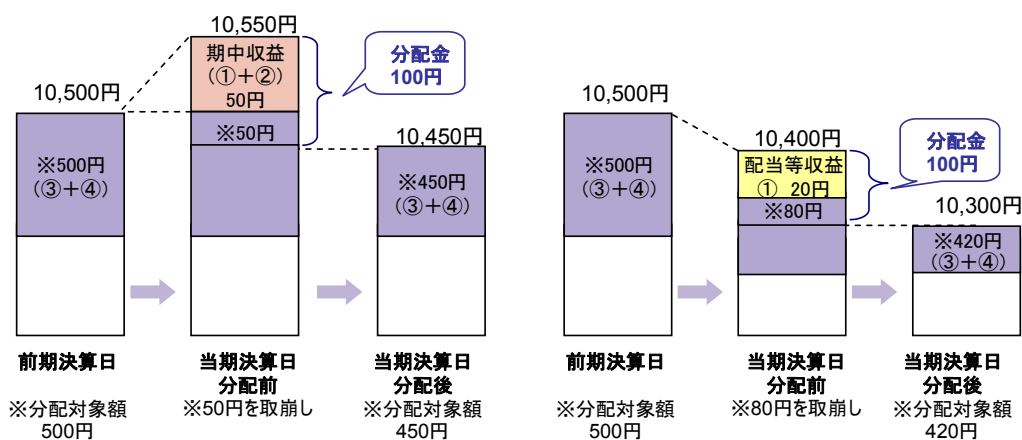 10,550円
期中収益
(①+②)
50円
分配金
100円
10,500円
※50円
10,450円
※500円
(③+④)
※450円
(③+④)
前期決算日
当期決算日
分配前
当期決算日
分配後
※分配対象額
500円
※50円を取崩し
※分配対象額
450円
10,500円
10,400円
分配金
100円
配当等収益
① 20円
※500円
(③+④)
※80円
10,300円
※420円
(③+④)
前期決算日
当期決算日
分配前
当期決算日
分配後
※分配対象額
500円
※80円を取崩し
※分配対象額
420円